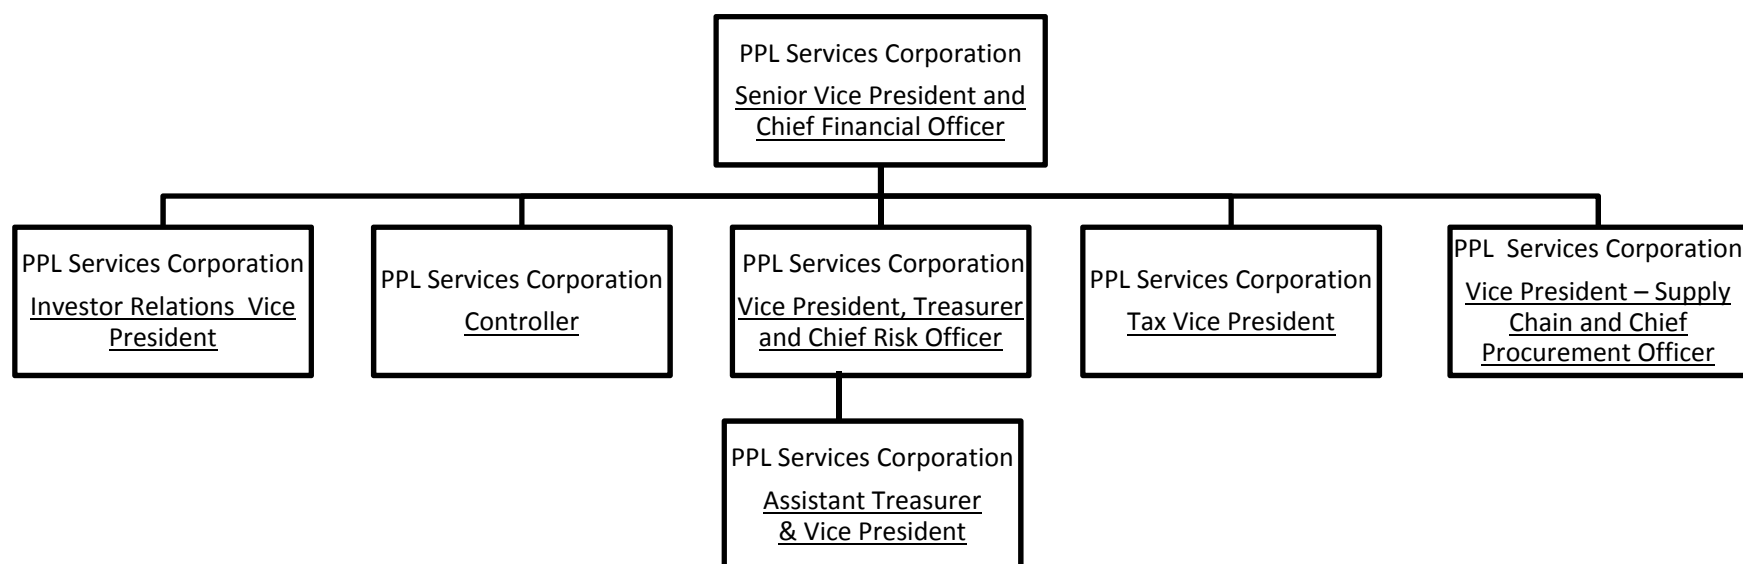 PPL Services Corporation
Senior Vice President and
Chief Financial Officer
PPL Services Corporation
Investor Relations  Vice
President
PPL Services Corporation
Controller
PPL Services Corporation
Vice President, Treasurer
and Chief Risk Officer
PPL Services Corporation
Tax Vice President
PPL  Services Corporation
Vice President – Supply
Chain and Chief
Procurement Officer
PPL Services Corporation
Assistant Treasurer
& Vice President